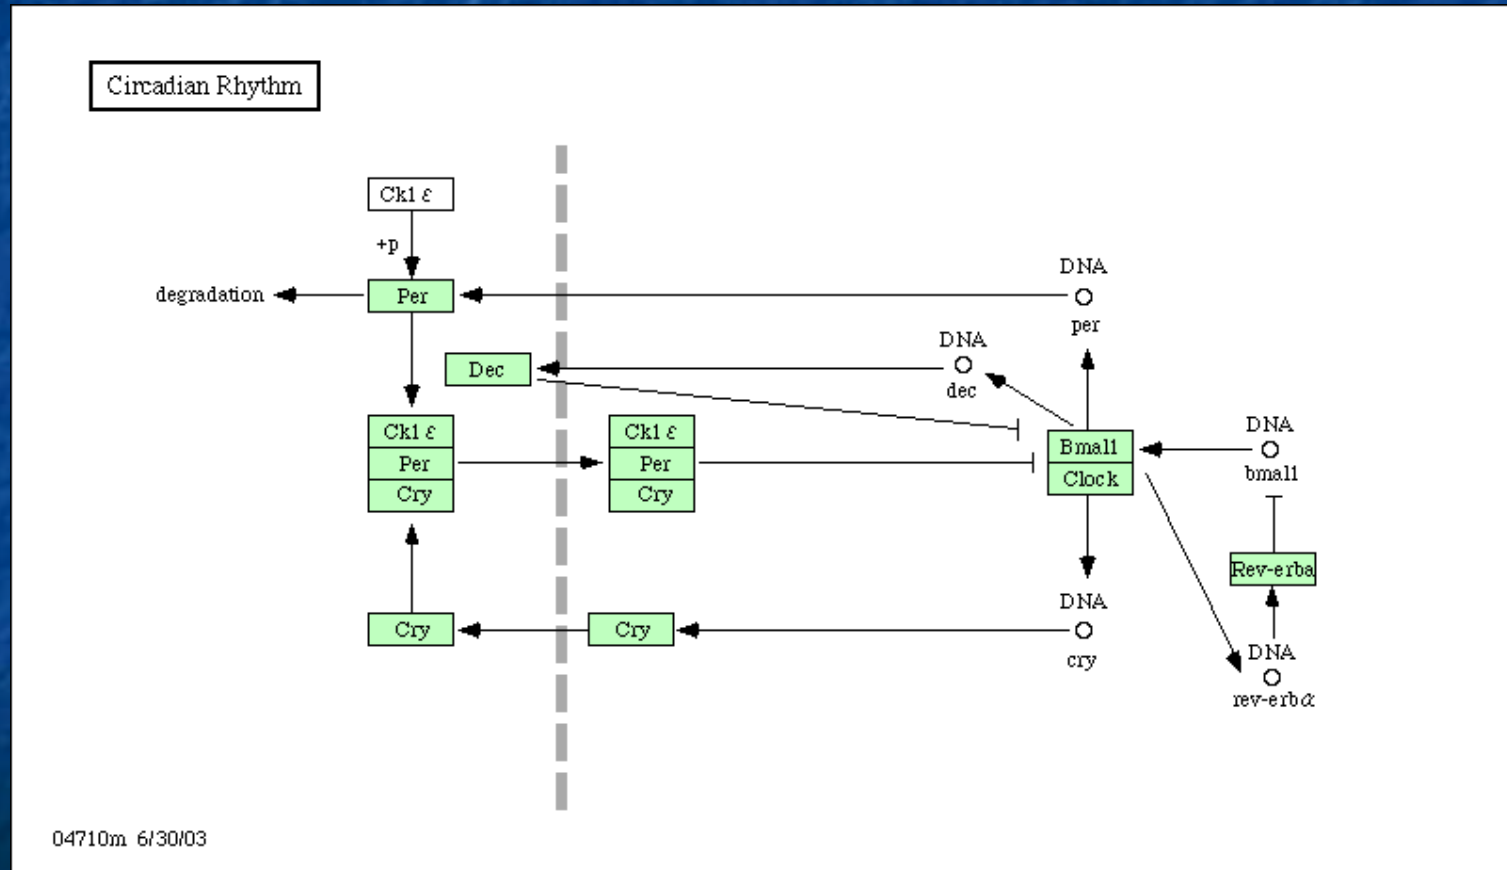 Circadian Rhythm
Ck1 ε
+p
degradation
Per
DNA
per
Dec
DNA
dec
Ck1 ε
Per
Cry
Ck1 ε
Per
Cry
Bmal1
Clock
DNA
bmal1
Rev-erba
Cry
Cry
DNA
cry
DNA
rev-erbα
04710m 6/30/03